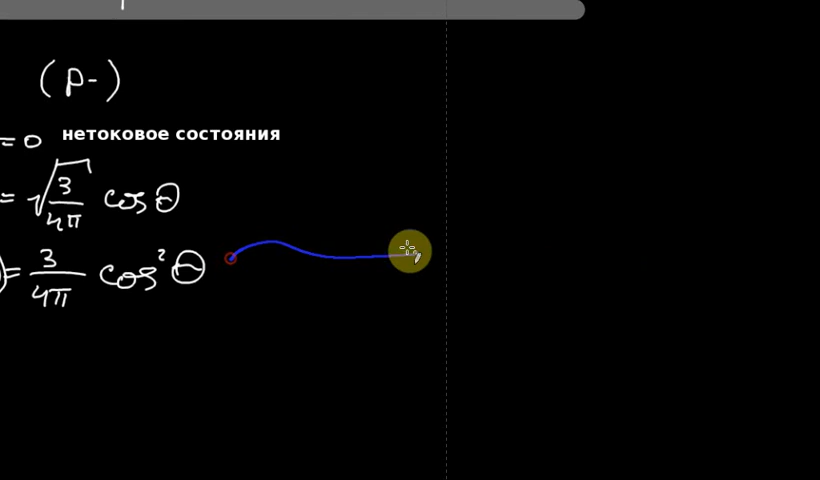 (p-)
=0 нетоковое состояния
= √3/4π cos θ
)= 3/4π cos² θ